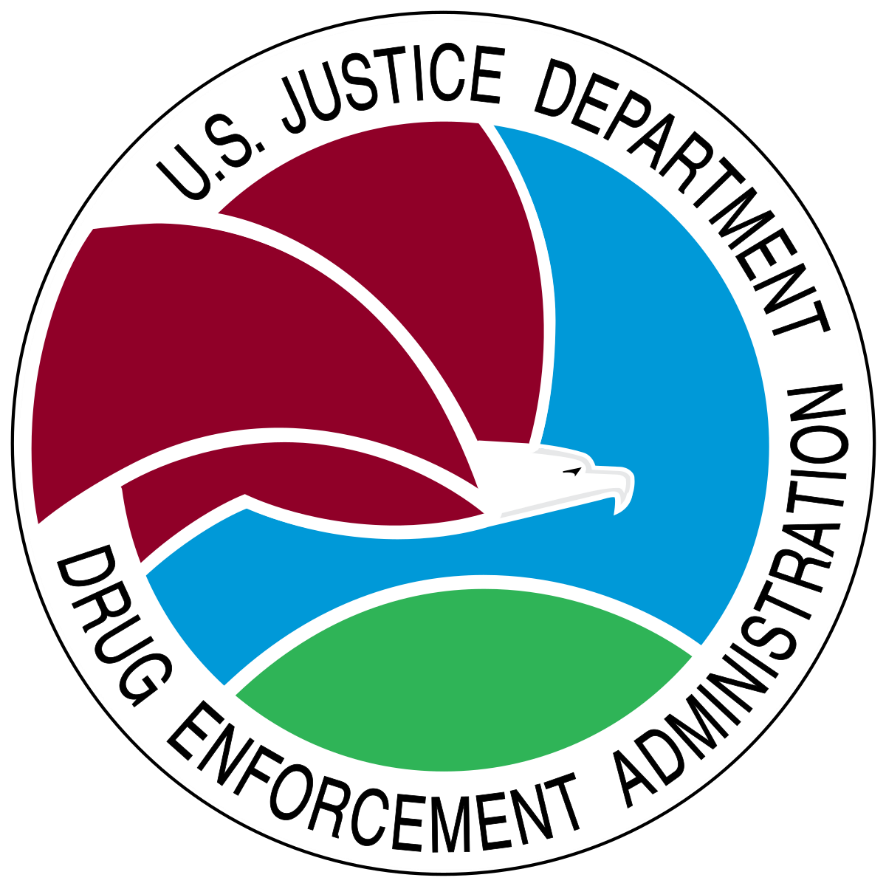 U.S. JUSTICE DEPARTMENT
DRUG ENFORCEMENT ADMINISTRATION